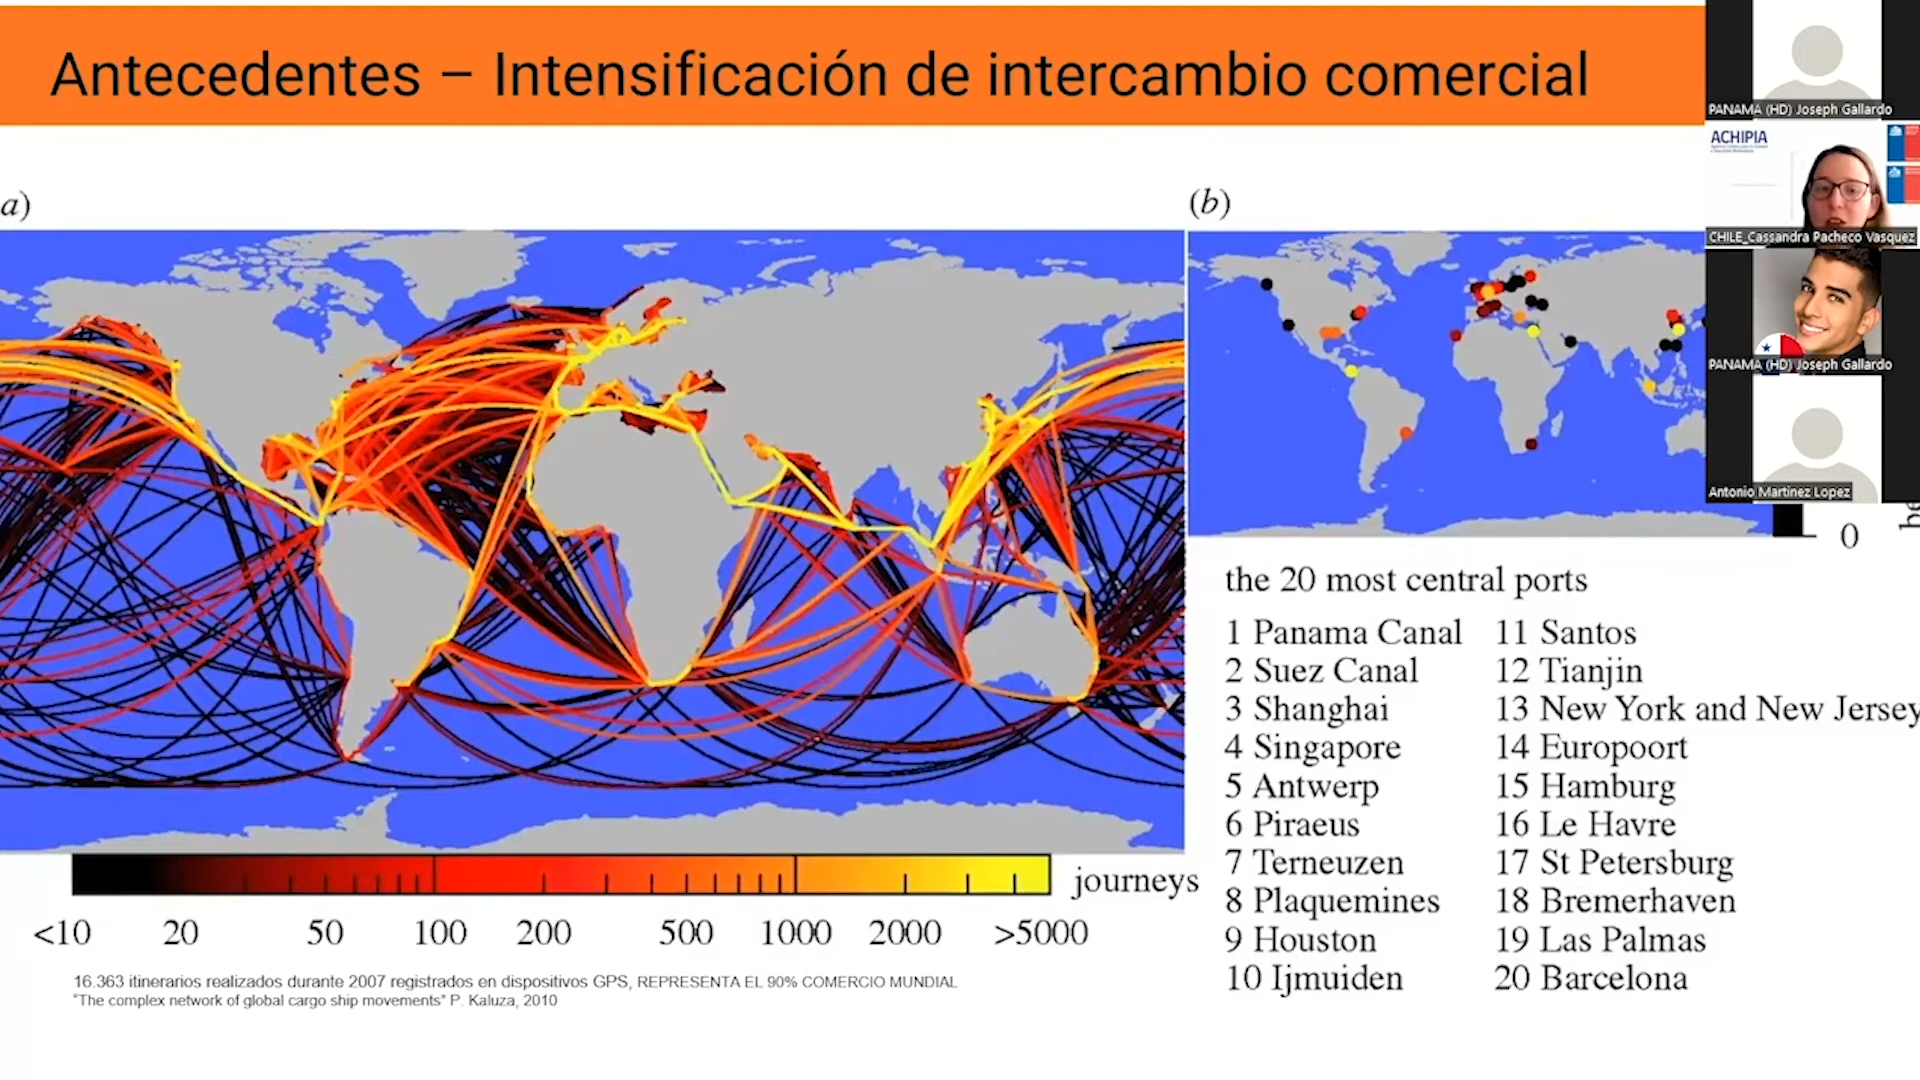 Antecedentes – Intensificación de intercambio comercial
PANAMA (HD) Joseph Gallardo
ACHIPIA
CHILE_Cassandra Pacheco Vasquez
PANAMA (HD) Joseph Gallardo
Antonio Martinez Lopez
a)
(b)
0
be
journeys
<10 20 50 100 200 500 1000 2000 >5000
16.363 itinerarios realizados durante 2007 registrados en dispositivos GPS, REPRESENTA EL 90% COMERCIO MUNDIAL
"The complex network of global cargo ship movements" P. Kaluza, 2010
the 20 most central ports
1 Panama Canal
2 Suez Canal
3 Shanghai
4 Singapore
5 Antwerp
6 Piraeus
7 Terneuzen
8 Plaquemines
9 Houston
10 Ijmuiden
11 Santos
12 Tianjin
13 New York and New Jersey
14 Europoort
15 Hamburg
16 Le Havre
17 St Petersburg
18 Bremerhaven
19 Las Palmas
20 Barcelona